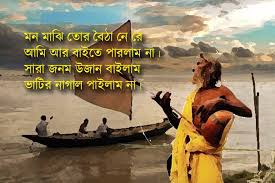 মন মাঝি তোর বৈঠা নে রে
আমি আর বাইতে পারলাম না।
সারা জনম উজান বাইলাম
ভাটির নাগাল পাইলাম না।